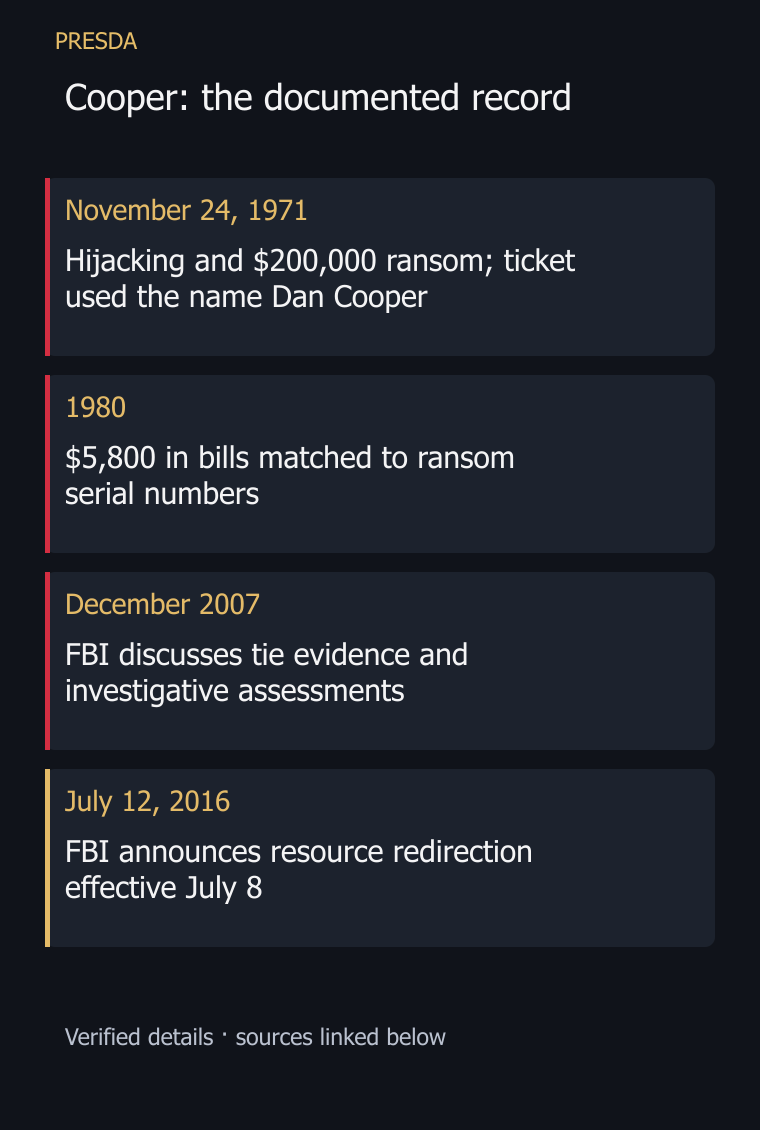 PRESDA
Cooper: the documented record
November 24, 1971
Hijacking and $200,000 ransom; ticket
used the name Dan Cooper
1980
$5,800 in bills matched to ransom
serial numbers
December 2007
FBI discusses tie evidence and
investigative assessments
July 12, 2016
FBI announces resource redirection
effective July 8
Verified details · sources linked below